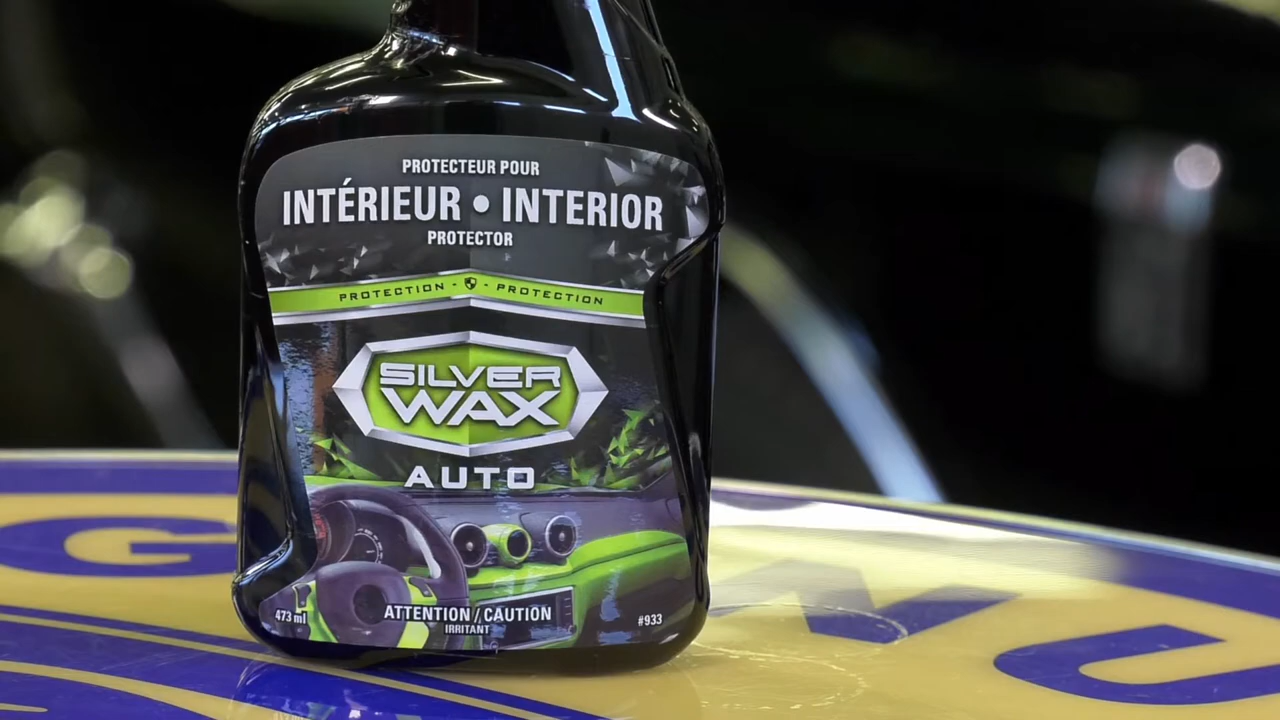 PROTECTEUR POUR
INTÉRIEUR • INTERIOR
PROTECTOR
PROTECTION - - PROTECTION
SILVER
WAX
AUTO
ATTENTION / CAUTION
IRRITANT
473 ml
#933
G